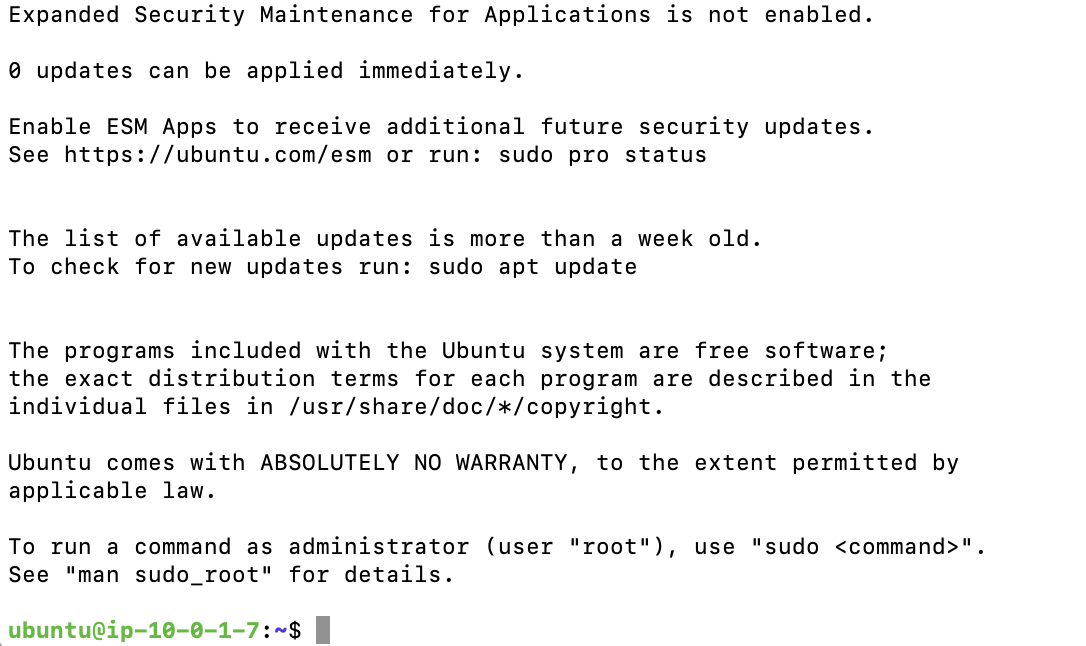 Expanded Security Maintenance for Applications is not enabled.
0 updates can be applied immediately.
Enable ESM Apps to receive additional future security updates.
See https://ubuntu.com/esm or run: sudo pro status
The list of available updates is more than a week old.
To check for new updates run: sudo apt update
The programs included with the Ubuntu system are free software;
the exact distribution terms for each program are described in the
individual files in /usr/share/doc/*/copyright.
Ubuntu comes with ABSOLUTELY NO WARRANTY, to the extent permitted by
applicable law.
To run a command as administrator (user "root"), use "sudo <command>".
See "man sudo_root" for details.
ubuntu@ip-10-0-1-7:~$